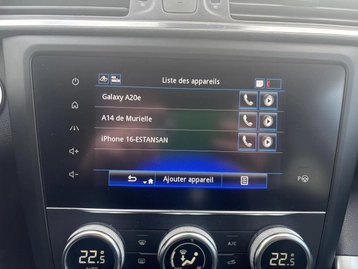 Liste des appareils
Galaxy A20e
A14 de Murielle
iPhone 16-ESTANSAN
Ajouter appareil
22.5
A/C
22.5